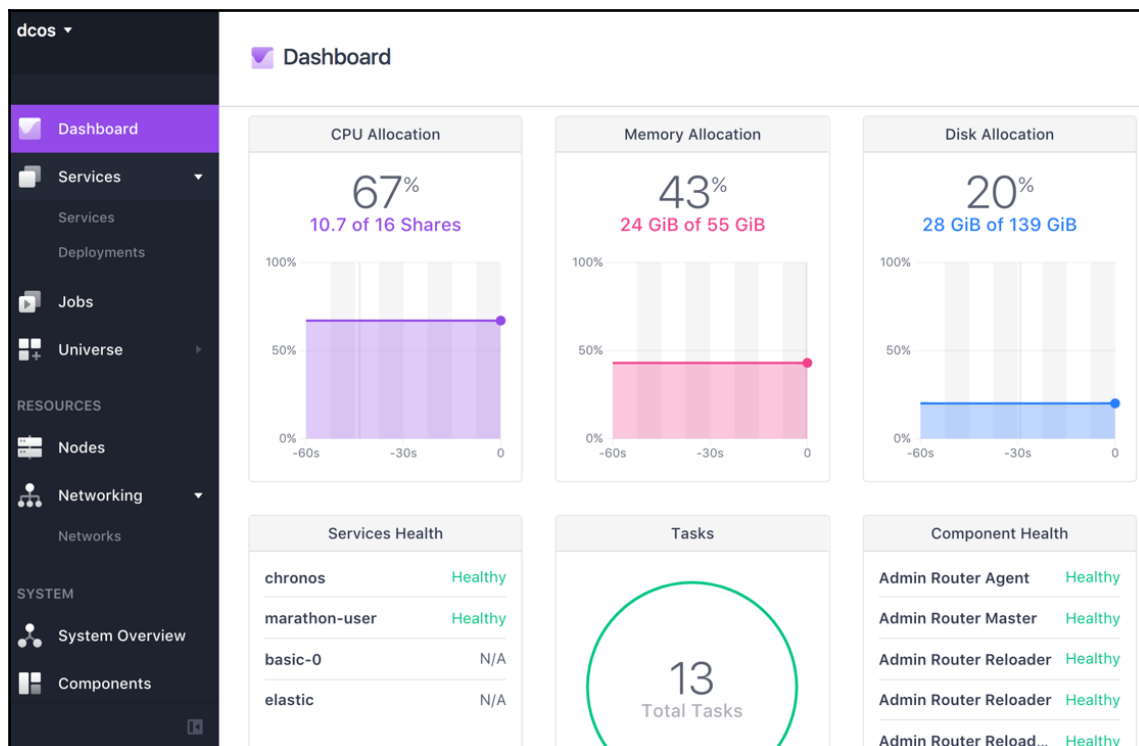 dcos
Dashboard
Services
Services
Deployments
Jobs
Universe
RESOURCES
Nodes
Networking
Networks
SYSTEM
System Overview
Components
Dashboard
CPU Allocation
67%
10.7 of 16 Shares
100%
50%
0%
-60s -30s 0
Memory Allocation
43%
24 GiB of 55 GiB
100%
50%
0%
-60s -30s 0
Disk Allocation
20%
28 GiB of 139 GiB
100%
50%
0%
-60s -30s 0
Services Health
chronos Healthy
marathon-user Healthy
basic-0 N/A
elastic N/A
Tasks
13
Total Tasks
Component Health
Admin Router Agent Healthy
Admin Router Master Healthy
Admin Router Reloader Healthy
Admin Router Reloader Healthy
Admin Router Reload... Healthy